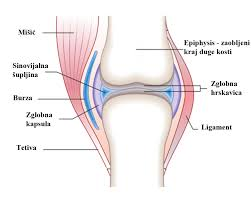 Mišić
Sinovijalna
šupljina
Burza
Zglobna
kapsula
Tetiva
Epiphysis - zaobljeni
kraj duge kosti
Zglobna
hrskavica
Ligament